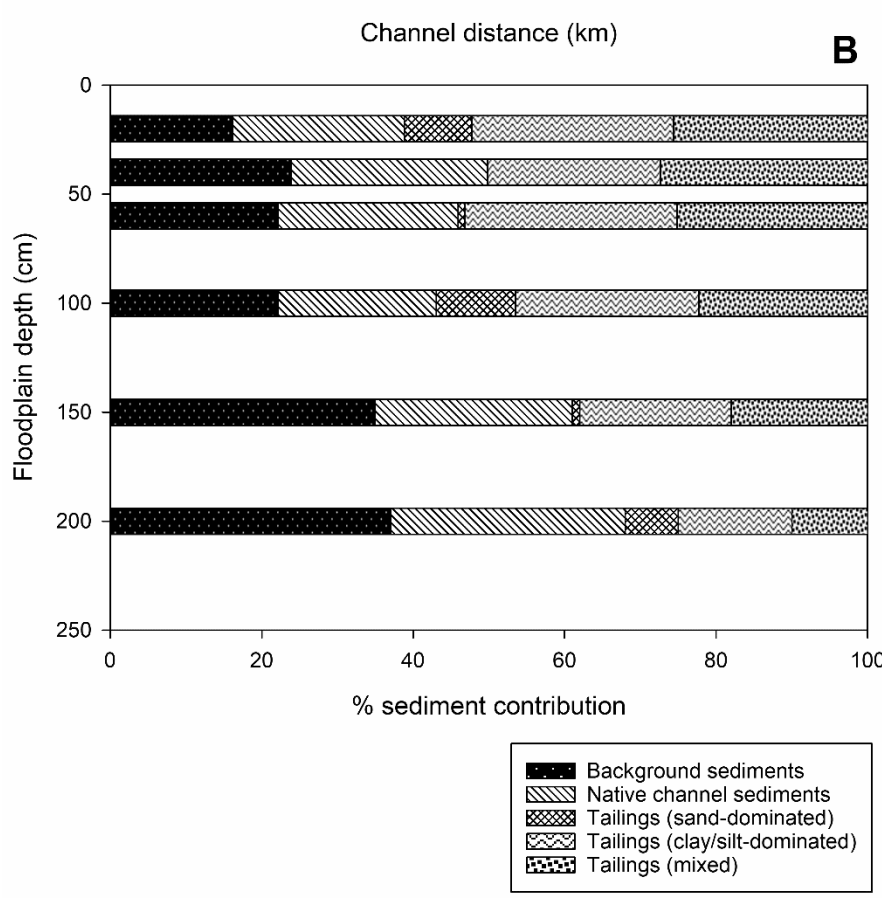 Channel distance (km)
B
0
50
100
150
200
250
Floodplain depth (cm)
0 20 40 60 80 100
% sediment contribution
Background sediments
Native channel sediments
Tailings (sand-dominated)
Tailings (clay/silt-dominated)
Tailings (mixed)